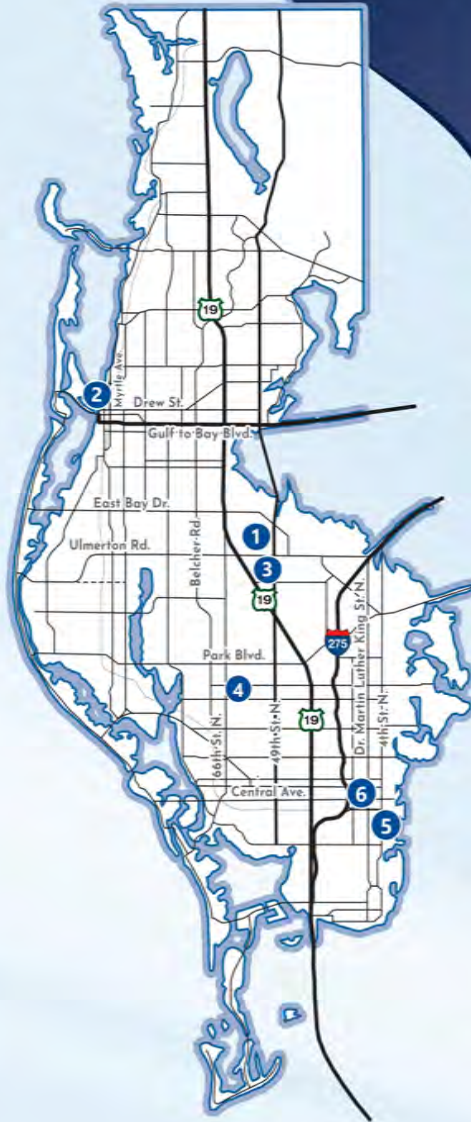 19
Myrtle Ave.
2
Drew St.
Gulf to Bay Blvd.
East Bay Dr.
1
Ulmerton Rd.
Belcher Rd.
3
19
275
Dr. Martin Luther King St. N.
Park Blvd.
4
66th St. N.
49th St. N.
19
4th St. N.
Central Ave.
6
5